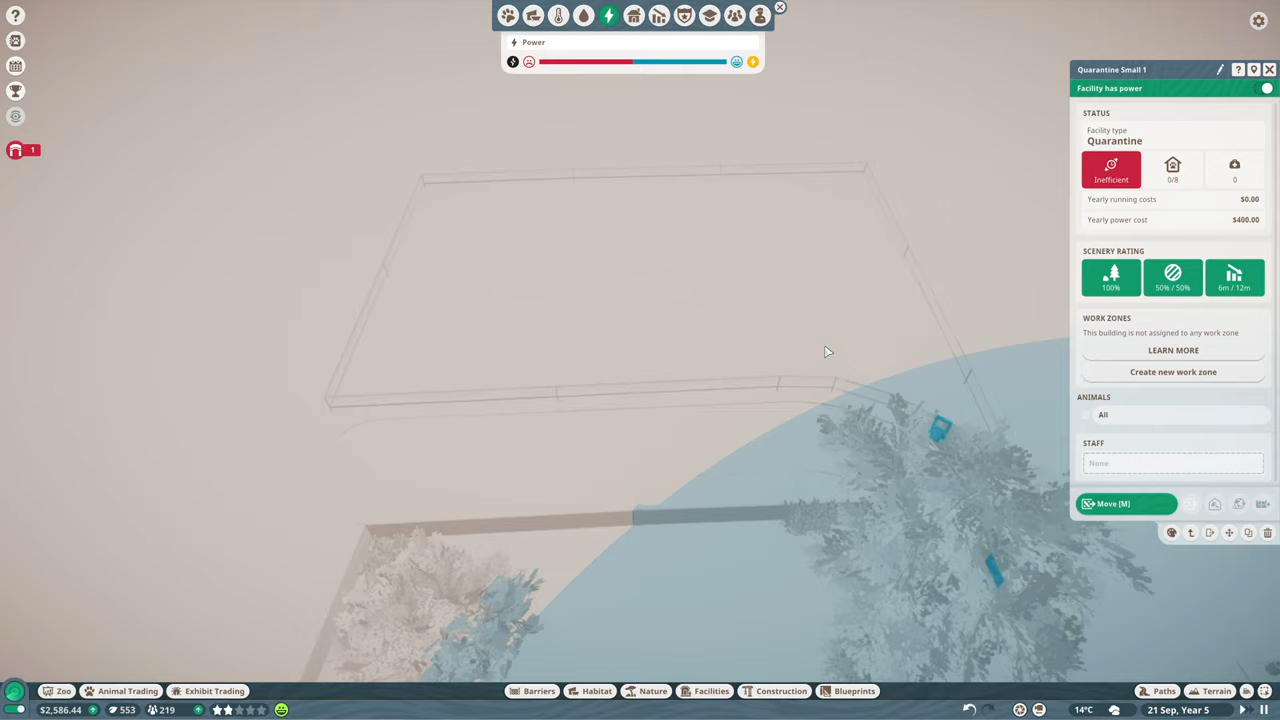 Power
1
Quarantine Small 1
?
Facility has power
STATUS
Facility type
Quarantine
Inefficient
0/8
0
Yearly running costs $0.00
Yearly power cost $400.00
SCENERY RATING
100%
50% / 50%
6m / 12m
WORK ZONES
This building is not assigned to any work zone
LEARN MORE
Create new work zone
ANIMALS
All
STAFF
None
Move [M]
Zoo
Animal Trading
Exhibit Trading
Barriers
Habitat
Nature
Facilities
Construction
Blueprints
Paths
Terrain
$2,586.44
553
219
14°C
21 Sep, Year 5